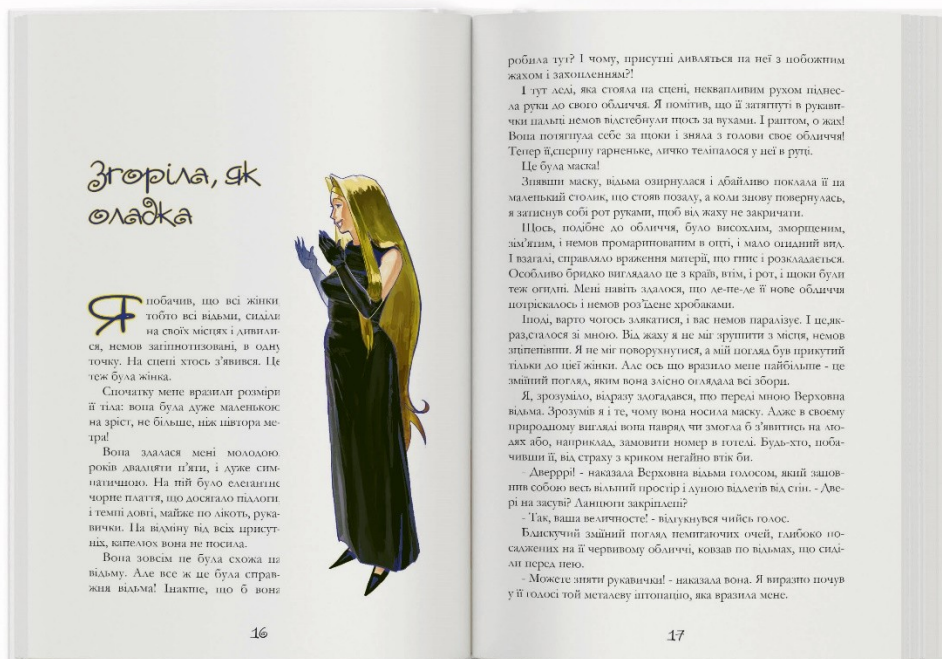 Згоріла, як
оладка
Я побачив, що всі жінки,
тобто всі відьми, сиділи
на своїх місцях і дивили-
ся, немов загіпнотизовані, в одну
точку. На сцені хтось з'явився. Це
теж була жінка.
Спочатку мене вразили розміри
її тіла: вона була дуже маленькою
на зріст, не більше, ніж півтора ме-
тра!
Вона здалася мені молодою,
років двадцяти п'яти, і дуже сим-
патичною. На ній було елегантне
чорне плаття, що досягало підлоги,
і темні довгі, майже по лікоть, рука-
вички. На відміну від всіх присут-
ніх, капелюх вона не носила.
Вона зовсім не була схожа на
відьму. Але все ж це була справ-
жня відьма! Інакше, що б вона
16
робила тут? І чому, присутні дивляться на неї з побожним
жахом і захопленням?!
І тут леді, яка стояла на сцені, неквапливим рухом піднес-
ла руки до свого обличчя. Я помітив, що її затягнуті в рукави-
чки пальці немов відстебнули щось за вухами. І раптом, о жах!
Вона потягнула себе за щоки і зняла з голови своє обличчя!
Тепер її,спершу гарненьке, личко теліпалося у неї в руці.
Це була маска!
Знявши маску, відьма озирнулася і дбайливо поклала її на
маленький столик, що стояв позаду, а коли знову повернулась,
я затиснув собі рот руками, щоб від жаху не закричати.
Щось, подібне до обличчя, було висохлим, зморщеним,
зім'ятим, і немов промаринованим в оцті, і мало огидний вид.
І взагалі, справляло враження матерії, що гниє і розкладається.
Особливо бридко виглядало це з країв, втім, і рот, і щоки були
теж огидні. Мені навіть здалося, що де-не-де її нове обличчя
потріскалось і немов роз'їдене хробаками.
Іноді, варто чогось злякатися, і вас немов паралізує. І це,як-
раз,сталося зі мною. Від жаху я не міг зрушити з місця, немов
зціпенівши. Я не міг поворухнутися, а мій погляд був прикутий
тільки до цієї жінки. Але ось що вразило мене найбільше - це
зміїний погляд, яким вона злісно оглядала всі збори.
Я, зрозуміло, відразу здогадався, що переді мною Верховна
відьма. Зрозумів я і те, чому вона носила маску. Адже в своєму
природному вигляді вона навряд чи змогла б з'явитись на лю-
дях або, наприклад, замовити номер в готелі. Будь-хто, поба-
чивши її, від страху з криком негайно втік би.
- Дверррі! - наказала Верховна відьма голосом, який запов-
нив собою весь вільний простір і луною відлетів від стін. - Две-
рі на засуві? Ланцюги закріплені?
- Так, ваша величносте! - відгукнувся чийсь голос.
Блискучий зміїний погляд немигаючих очей, глибоко по-
саджених на її червивому обличчі, ковзав по відьмах, що сиді-
ли перед нею.
- Можете зняти рукавички! - наказала вона. Я виразно почув
у її голосі той металеву інтонацію, яка вразила мене.
17